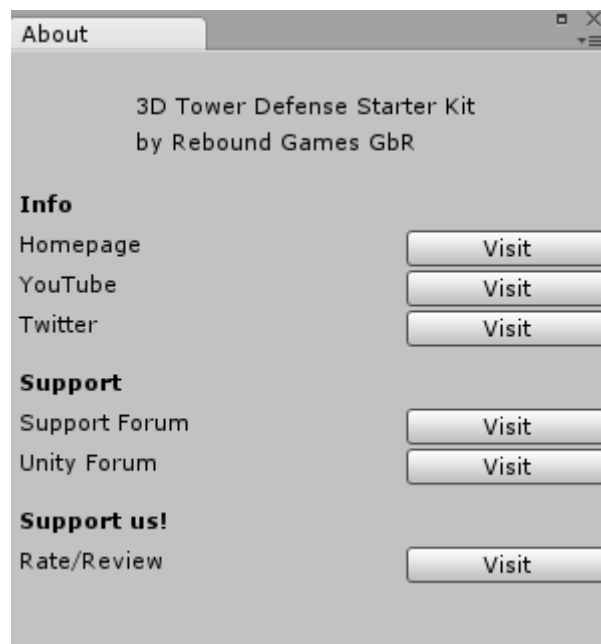 About
3D Tower Defense Starter Kit
by Rebound Games GbR
Info
Homepage Visit
YouTube Visit
Twitter Visit
Support
Support Forum Visit
Unity Forum Visit
Support us!
Rate/Review Visit